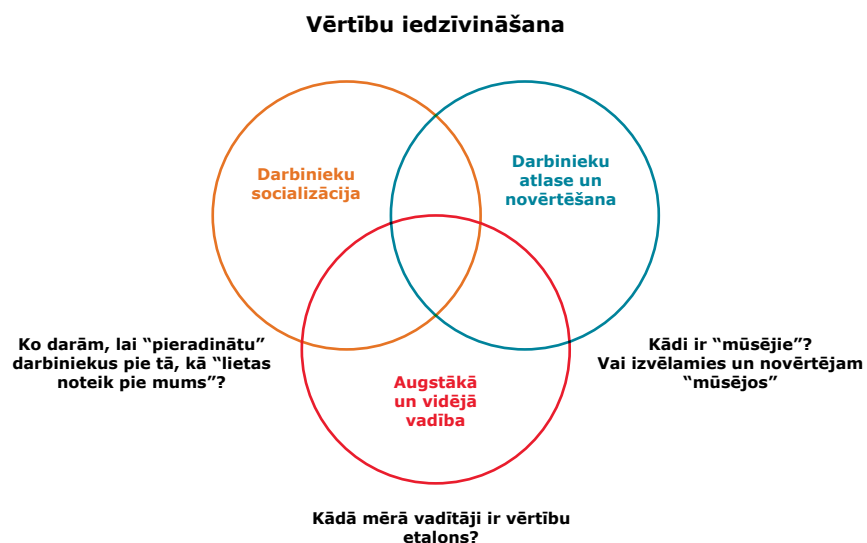 Vērtību iedzīvināšana
Darbinieku
socializācija
Darbinieku
atlase un
novērtēšana
Ko darām, lai “pieradinātu”
darbiniekus pie tā, kā “lietas
noteik pie mums”?
Kādi ir “mūsējie”?
Vai izvēlamies un novērtējam
“mūsējos”
Augstākā
un vidējā
vadība
Kādā mērā vadītāji ir vērtību
etalons?